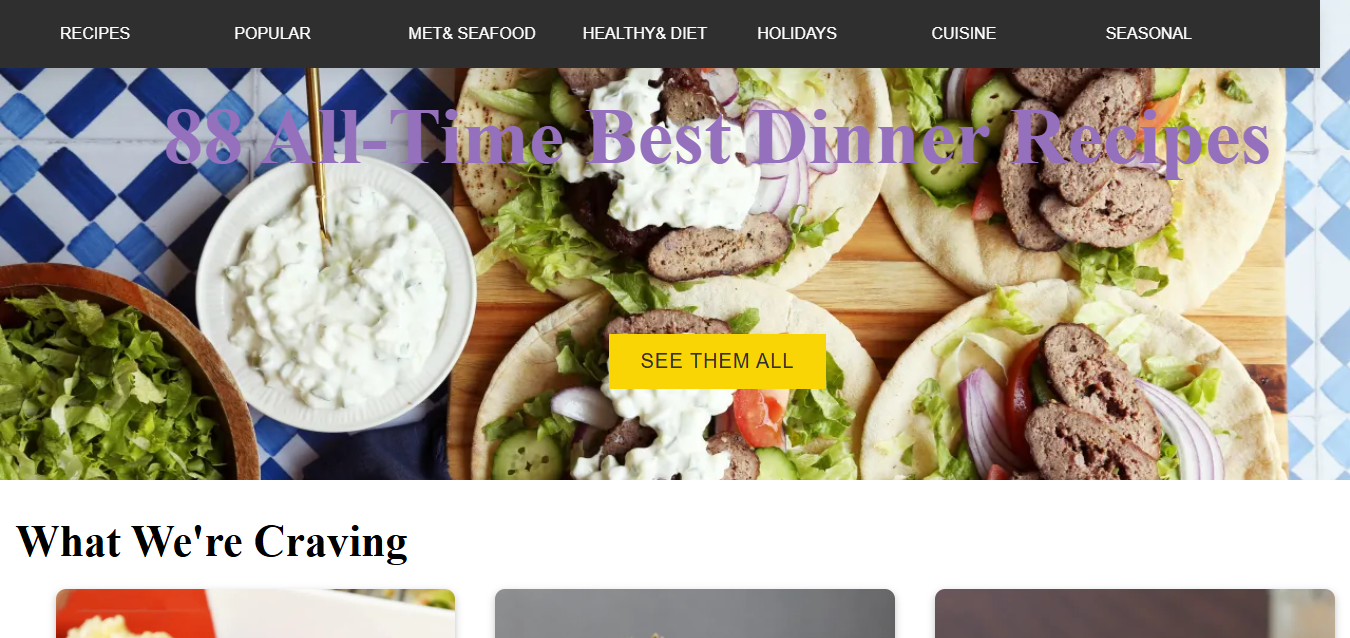 RECIPES POPULAR MET& SEAFOOD HEALTHY& DIET HOLIDAYS CUISINE SEASONAL
88 All-Time Best Dinner Recipes
SEE THEM ALL
What We're Craving